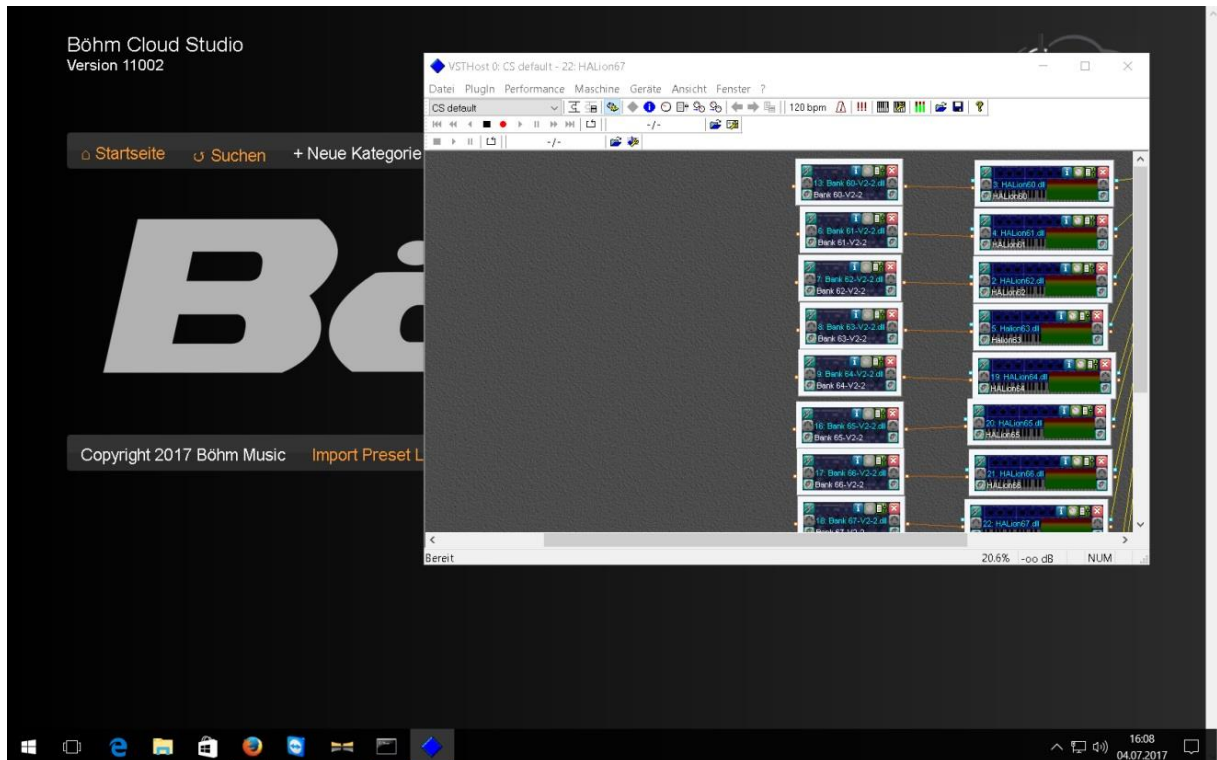 Böhm Cloud Studio
Version 11002
Startseite Suchen + Neue Kategorie
Bö
Copyright 2017 Böhm Music Import Preset L
VSTHost 0: CS default - 22: HALion67
Datei PlugIn Performance Maschine Geräte Ansicht Fenster ?
CS default 120 bpm
-/-
-/-
13: Bank 60-V2-2.dll
Bank 60-V2-2
3: HALion60.dll
HALion60
6: Bank 61-V2-2.dll
Bank 61-V2-2
4: HALion61.dll
HALion61
7: Bank 62-V2-2.dll
Bank 62-V2-2
2: HALion62.dll
HALion62
8: Bank 63-V2-2.dll
Bank 63-V2-2
5: Halion63.dll
Halion63
9: Bank 64-V2-2.dll
Bank 64-V2-2
19: HALion64.dll
HALion64
16: Bank 65-V2-2.dll
Bank 65-V2-2
20: HALion65.dll
HALion65
17: Bank 66-V2-2.dll
Bank 66-V2-2
21: HALion66.dll
HALion66
18: Bank 67-V2-2.dll
Bank 67-V2-2
22: HALion67.dll
Bereit 20.6% -oo dB NUM
16:08
04.07.2017